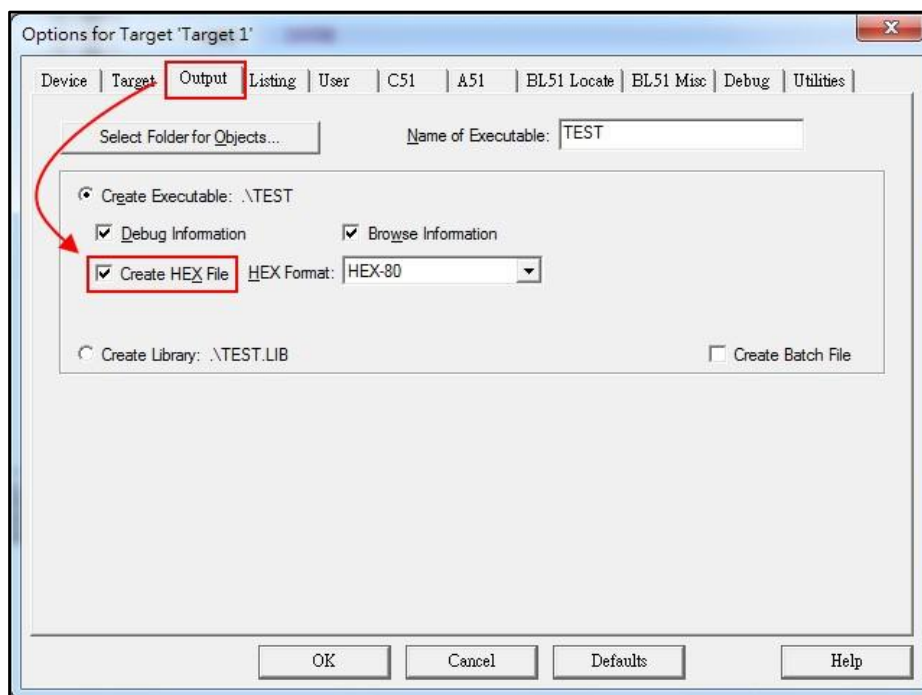 Options for Target 'Target 1'
Device Target Output Listing User C51 A51 BL51 Locate BL51 Misc Debug Utilities
Select Folder for Objects... Name of Executable: TEST
Create Executable: .\TEST
Debug Information Browse Information
Create HEX File HEX Format: HEX-80
Create Library: .\TEST.LIB Create Batch File
OK Cancel Defaults Help